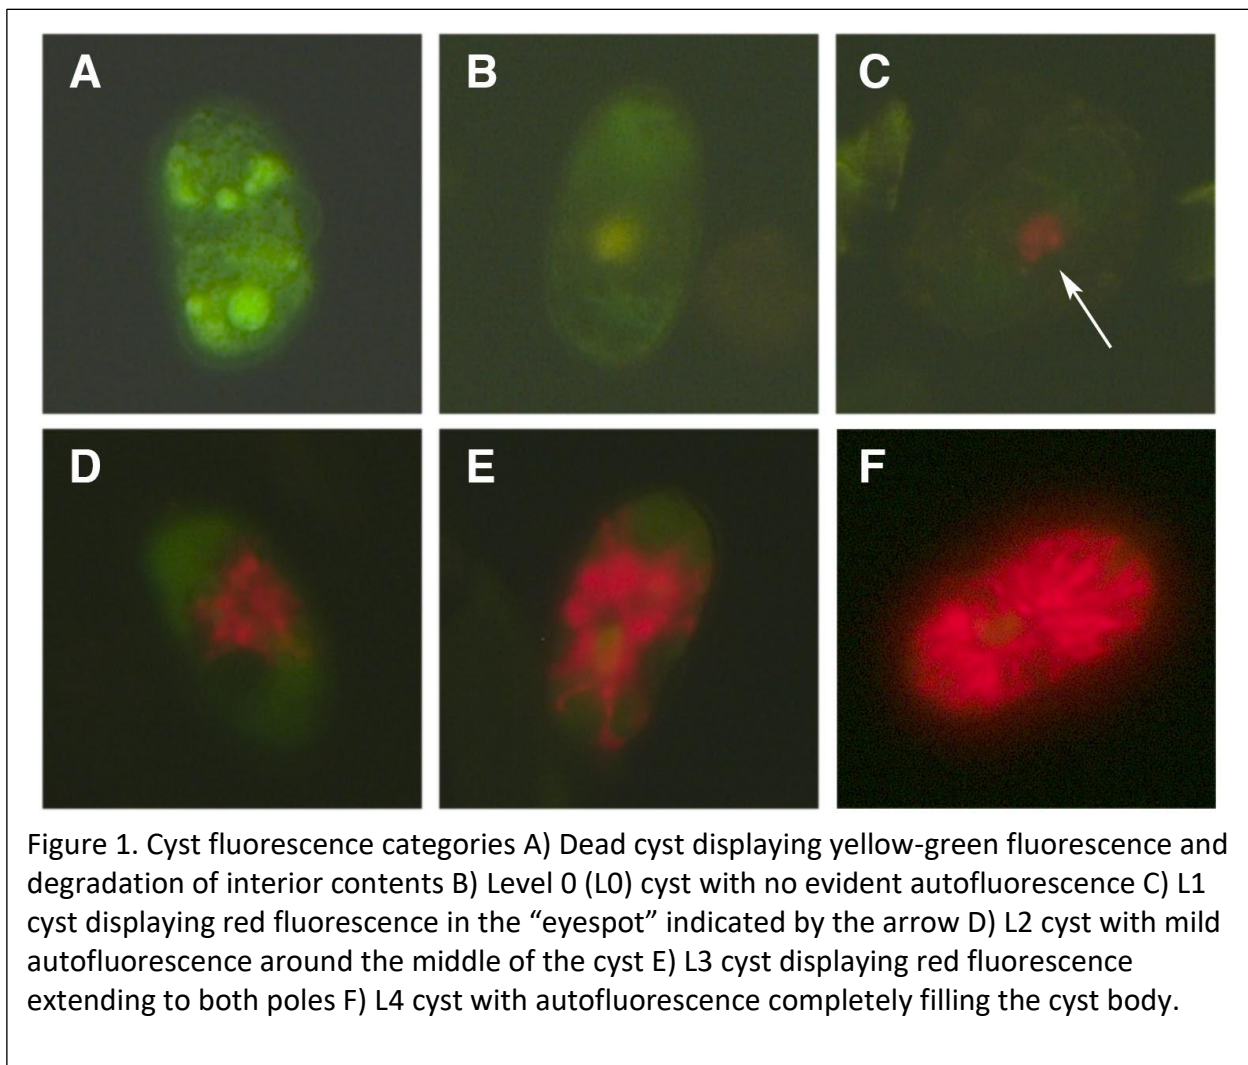 A
B
C
D
E
F
Figure 1. Cyst fluorescence categories A) Dead cyst displaying yellow-green fluorescence and
degradation of interior contents B) Level 0 (L0) cyst with no evident autofluorescence C) L1
cyst displaying red fluorescence in the “eyespot” indicated by the arrow D) L2 cyst with mild
autofluorescence around the middle of the cyst E) L3 cyst displaying red fluorescence
extending to both poles F) L4 cyst with autofluorescence completely filling the cyst body.